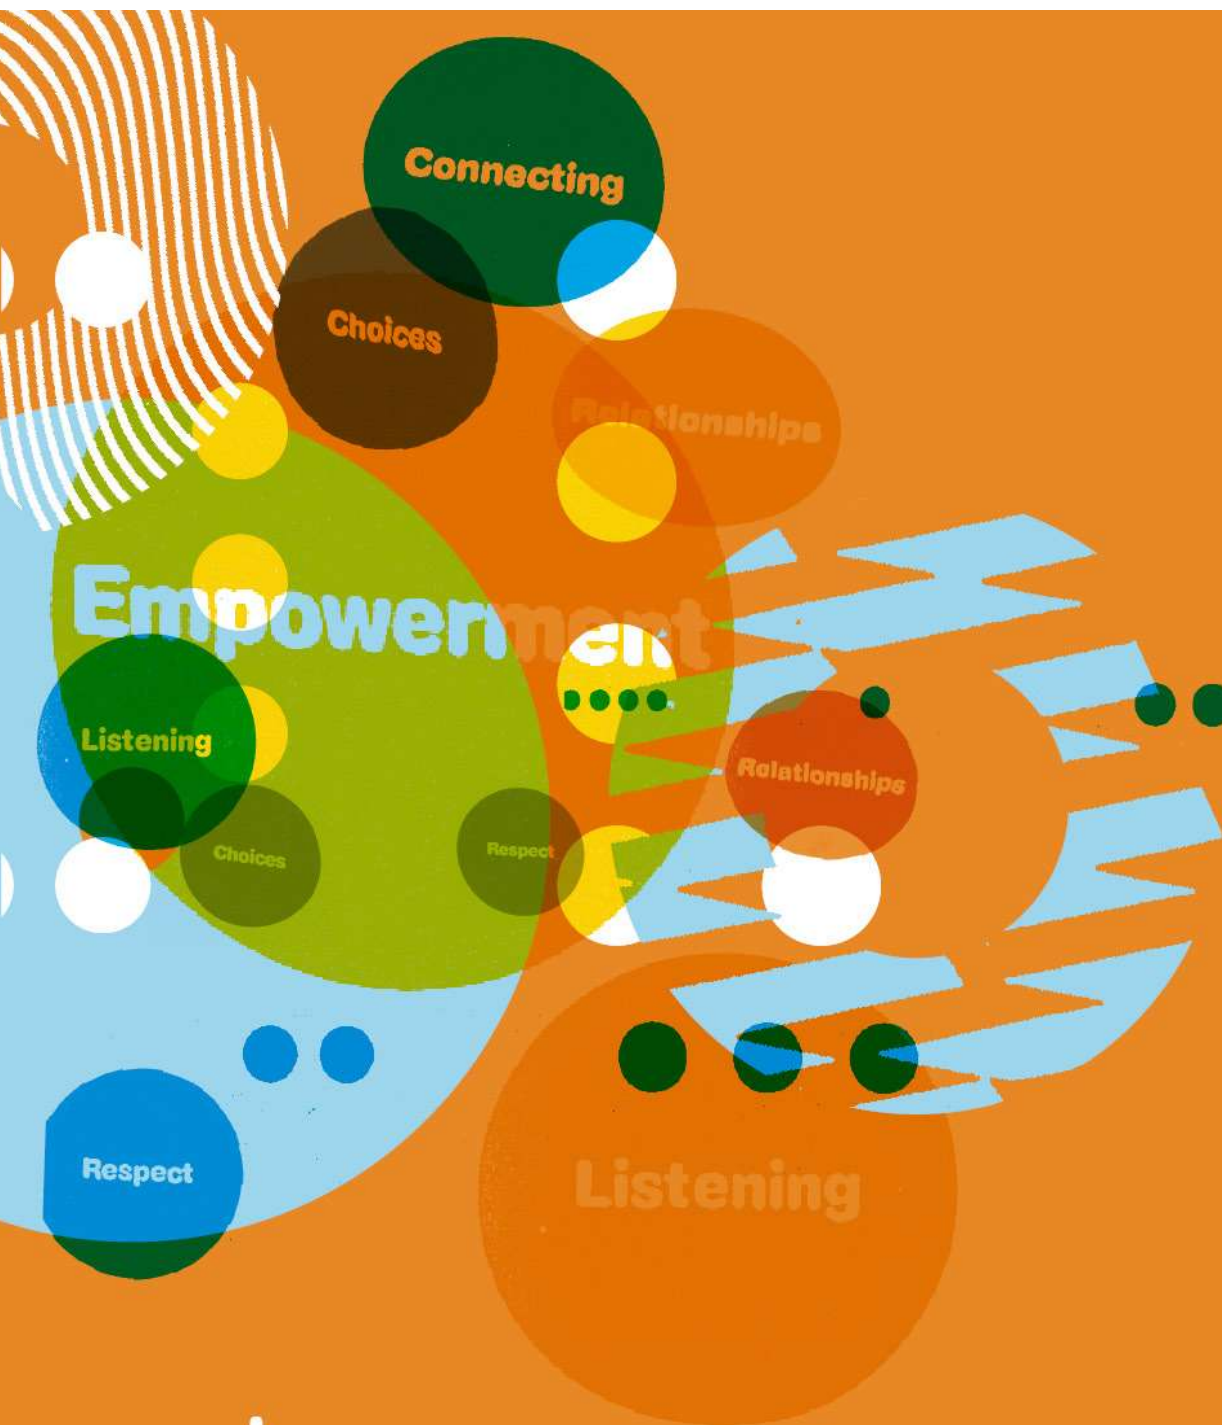 Connecting
Choices
Relationships
Empowerment
Listening
Relationships
Choices
Respect
Respect
Listening